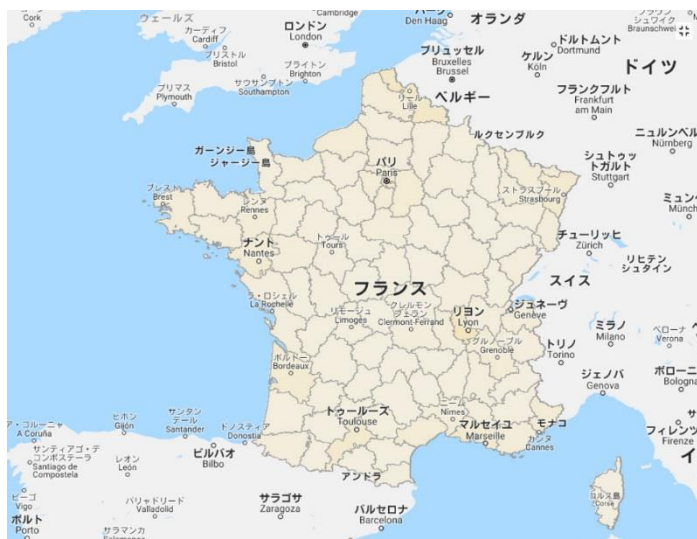 Cork
ウェールズ
カーディフ
Cardiff
ブリストル
Bristol
ロンドン
London
Cambridge
Den Haag
オランダ
ブラウンシュワイク
Braunschweig
プリマス
Plymouth
サウサンプトン
Southampton
ブライトン
Brighton
ブリュッセル
Bruxelles
Brussel
ドルトムント
Dortmund
ケルン
Köln
ドイツ
リール
Lille
ベルギー
フランクフルト
Frankfurt
am Main
ルクセンブルク
ニュルンベル
Nürnberg
ガーンジー島
ジャージー島
パリ
Paris
シュトゥッ
トガルト
Stuttgart
ストラスブール
Strasbourg
ブレスト
Brest
レンヌ
Rennes
ミュン
Münch
ナント
Nantes
トゥール
Tours
チューリッヒ
Zürich
リヒテン
シュタイン
フランス
スイス
ラ・ロシェル
La Rochelle
リモージュ
Limoges
クレルモン
フェラン
Clermont-Ferrand
リヨン
Lyon
ジュネーヴ
Genève
グルノーブル
Grenoble
ミラノ
Milano
ベローナ
Verona
トリノ
Torino
ボルドー
Bordeaux
ジェノバ
Genova
ボローニ
Bologna
トゥールーズ
Toulouse
ニーム
Nîmes
マルセイユ
Marseille
モナコ
カンヌ
Cannes
フィレンツ
Firenze
ア・コルーニャ
A Coruña
ヒホン
Gijón
サンタン
デール
Santander
ドノスティア
Donostia
ビルバオ
Bilbo
アンドラ
イ
サンティアゴ・デ
コンポステーラ
Santiago de
Compostela
レオン
León
コルス島
Corse
ビーゴ
Vigo
バリャドリード
Valladolid
サラゴサ
Zaragoza
バルセロナ
Barcelona
ポルト
Porto
サラマンカ